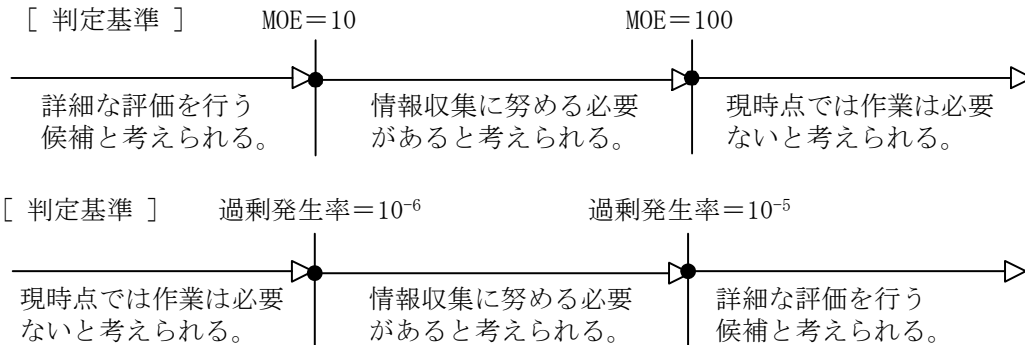 [ 判定基準 ] MOE=10 MOE=100
詳細な評価を行う 情報収集に努める必要 現時点では作業は必要
候補と考えられる。 があると考えられる。 ないと考えられる。
[ 判定基準 ] 過剰発生率=10⁻⁶ 過剰発生率=10⁻⁵
現時点では作業は必要 情報収集に努める必要 詳細な評価を行う
ないと考えられる。 があると考えられる。 候補と考えられる。